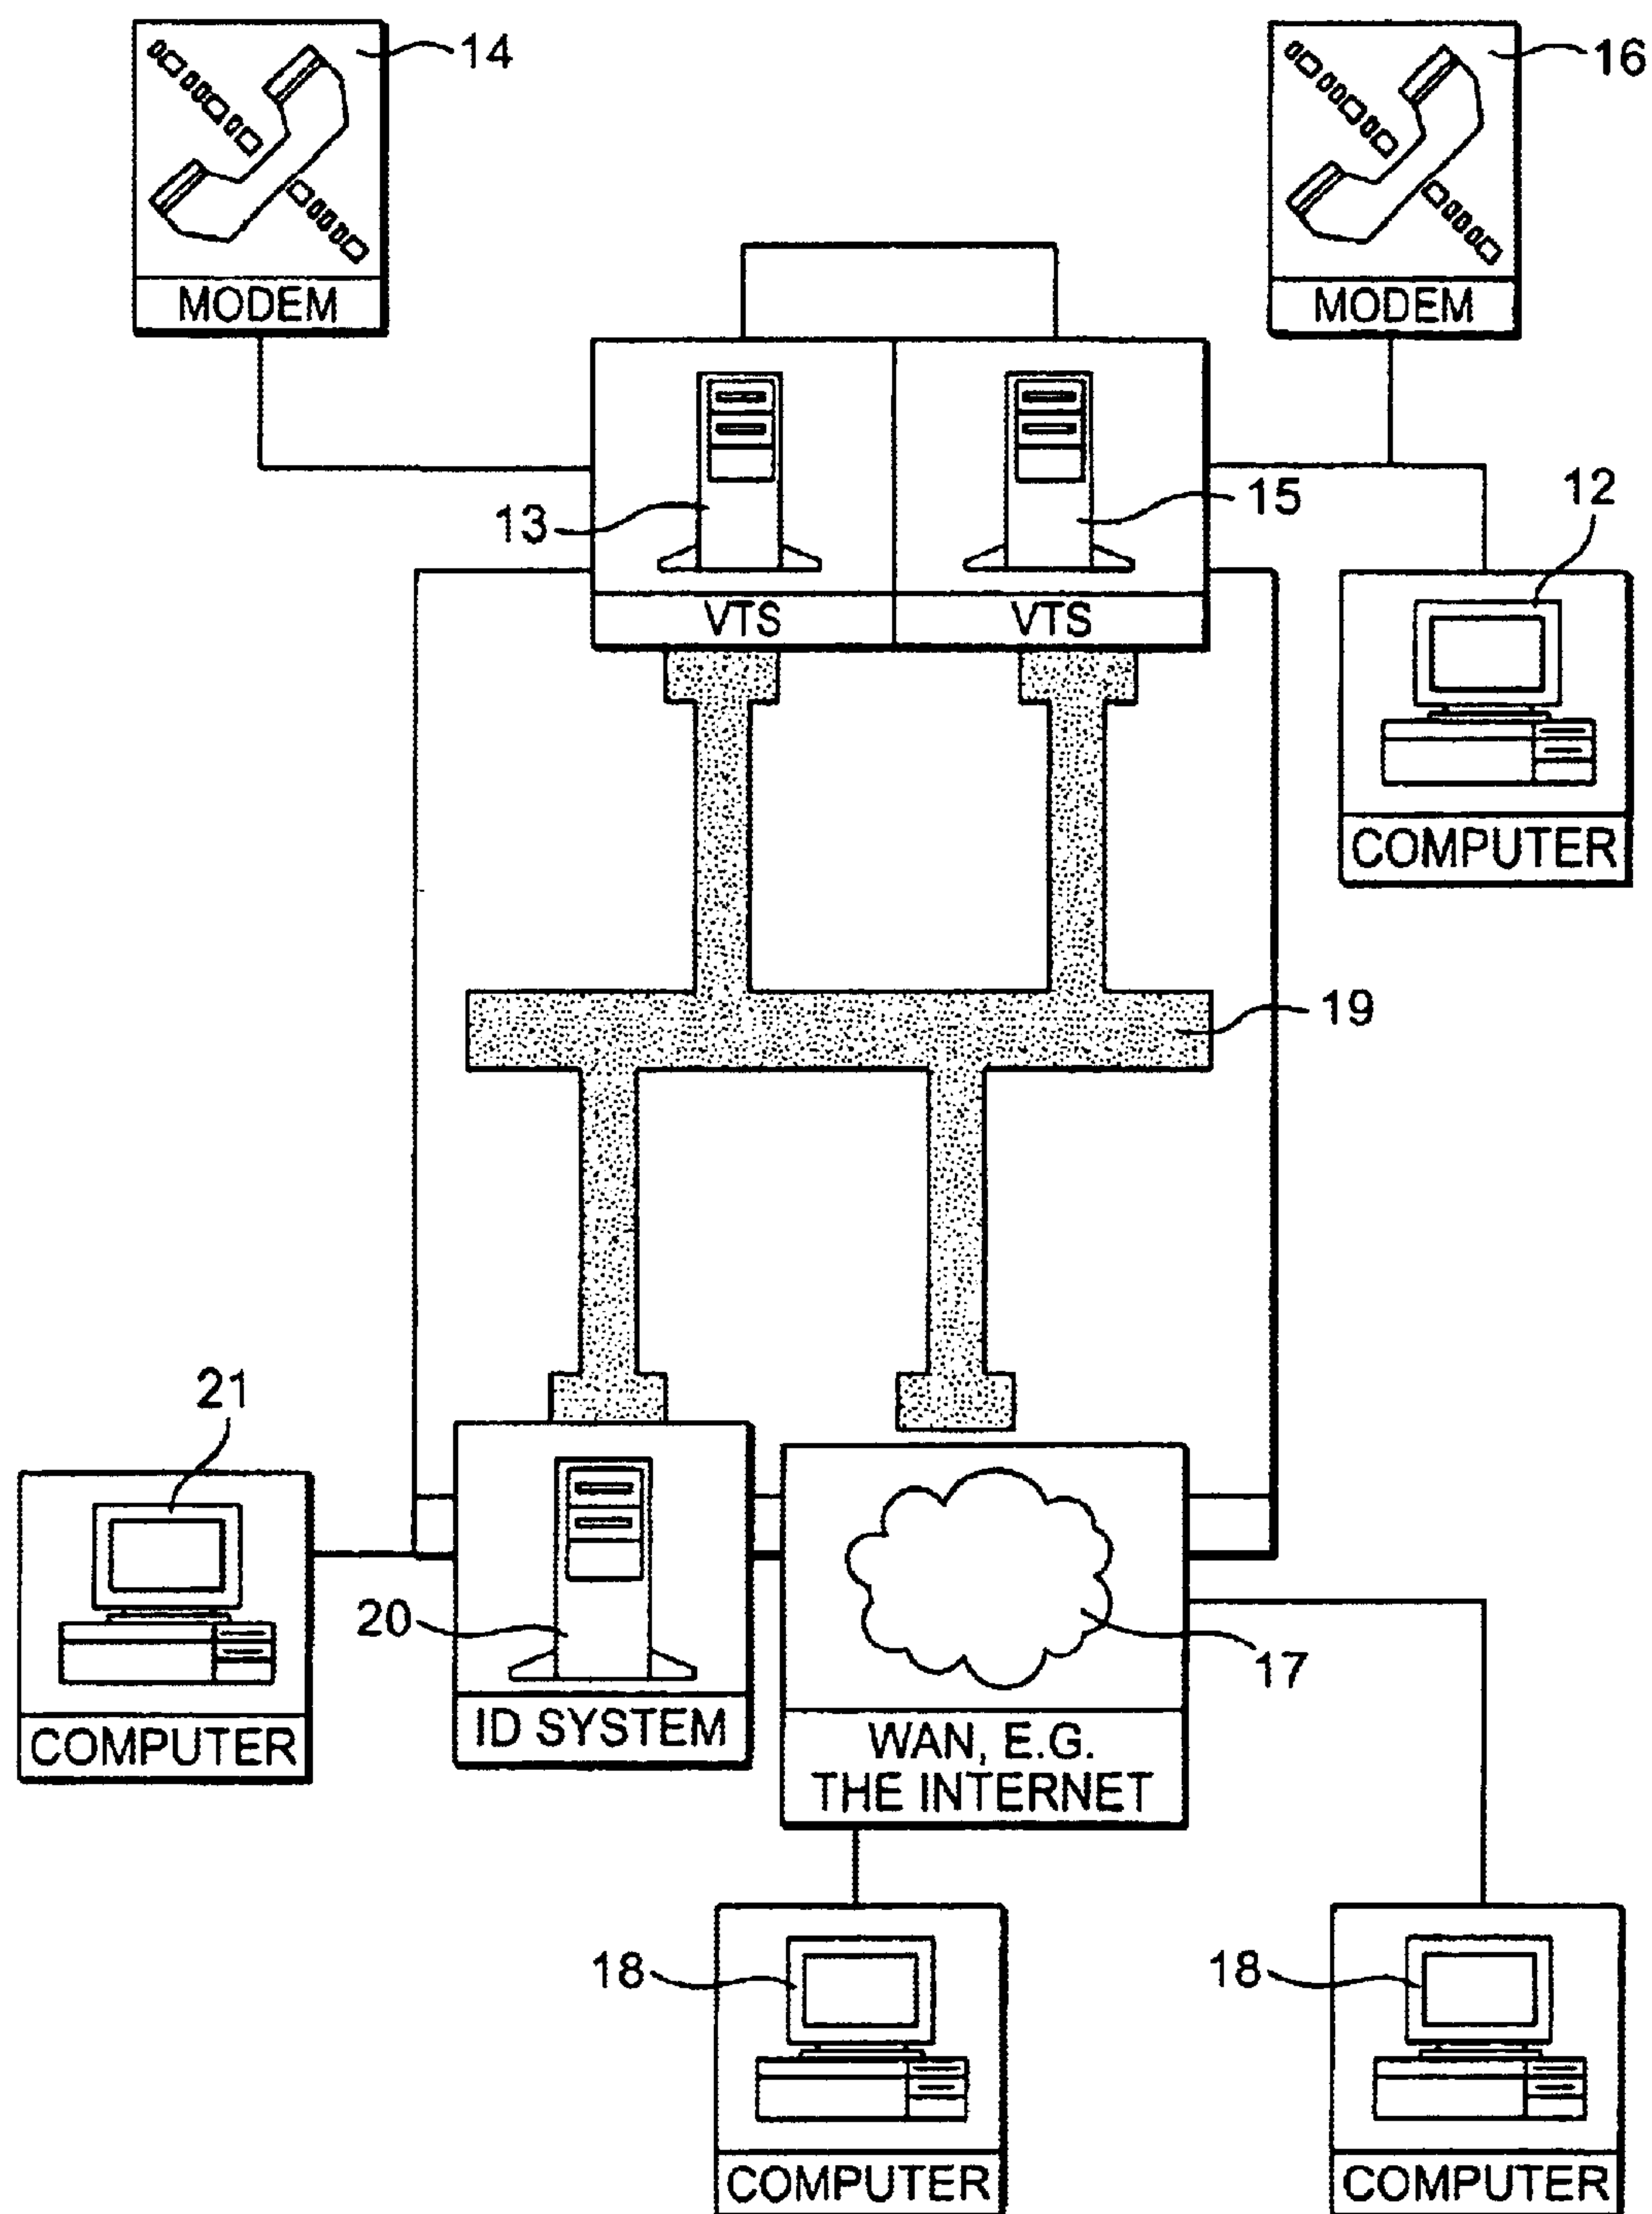 14
16
MODEM
MODEM
13
15
12
VTS
VTS
COMPUTER
19
21
20
17
COMPUTER
ID SYSTEM
WAN, E.G.
THE INTERNET
18
18
COMPUTER
COMPUTER